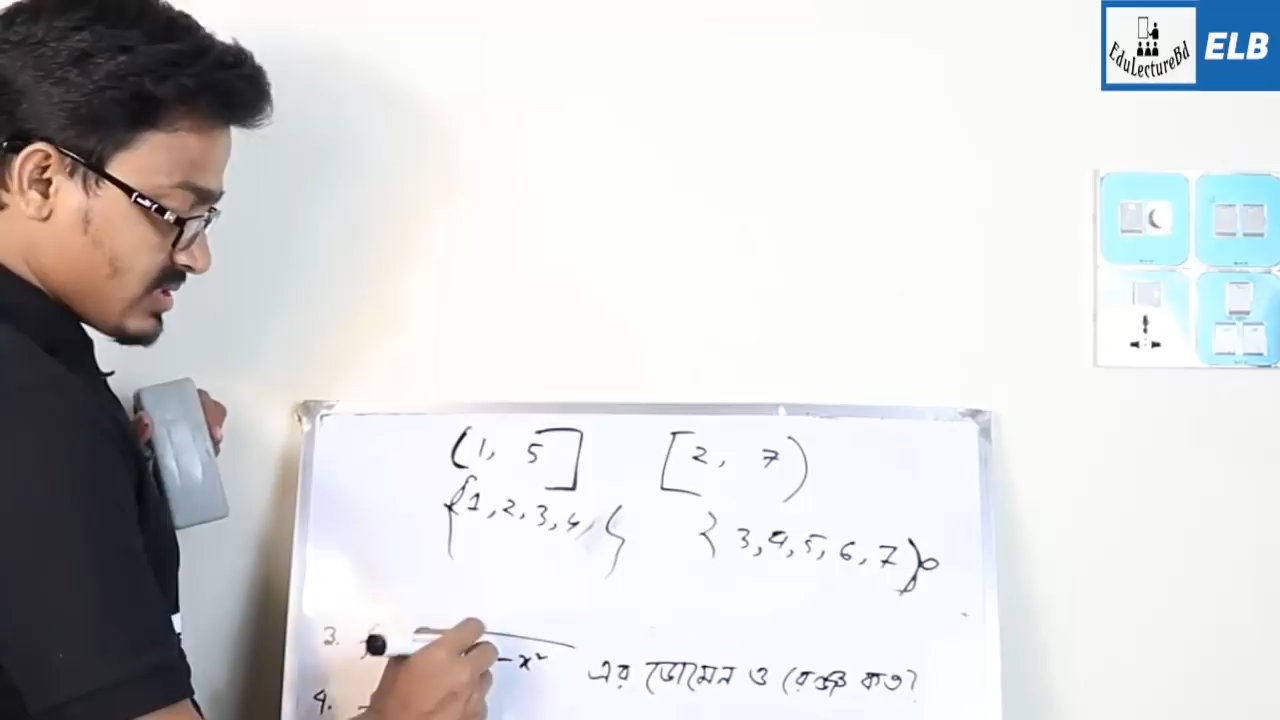 EduLectureBd ELB
(1, 5] [2, 7)
{1, 2, 3, 4, } { 3, 4, 5, 6, 7 }
3. - x² এর ডোমেন ও রেঞ্জ কত?
4.